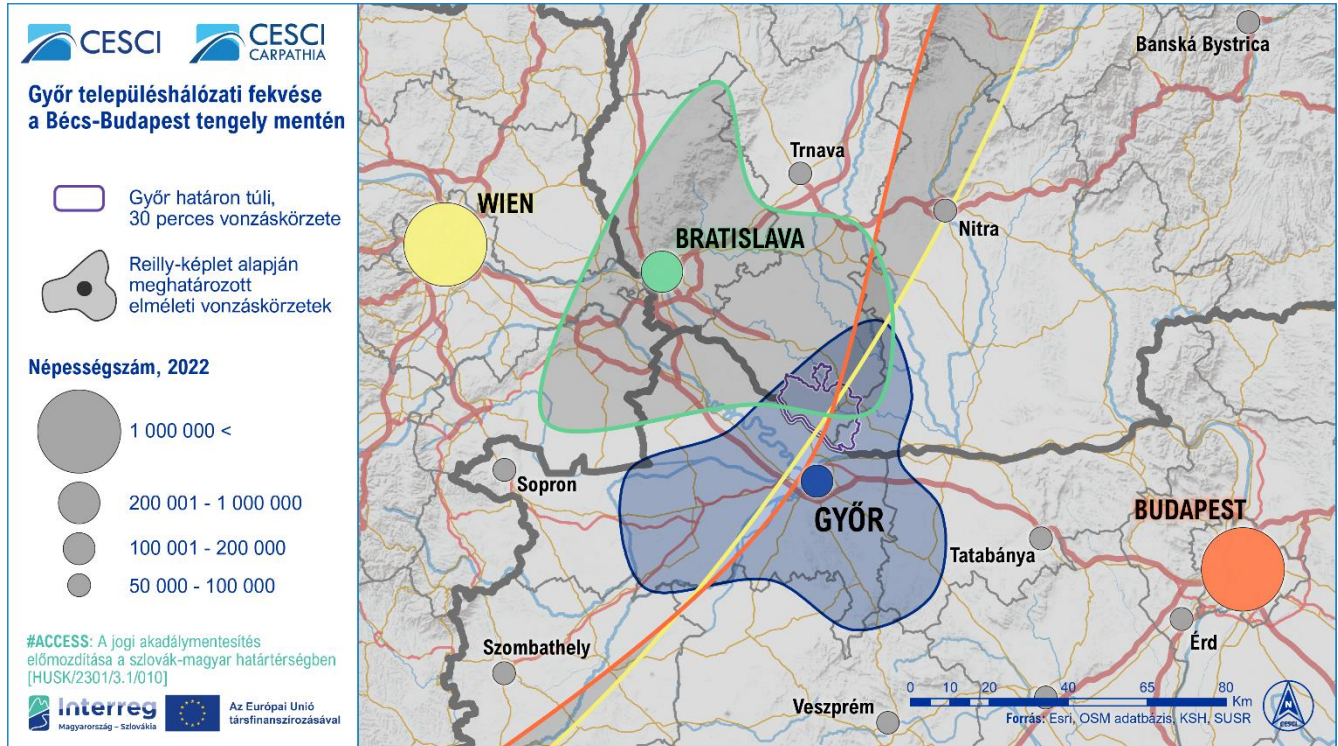 CESCI
CESCI
CARPATHIA
Győr településhálózati fekvése
a Bécs-Budapest tengely mentén
Győr határon túli,
30 perces vonzáskörzete
Reilly-képlet alapján
meghatározott
elméleti vonzáskörzetek
Népességszám, 2022
1 000 000 <
200 001 - 1 000 000
100 001 - 200 000
50 000 - 100 000
#ACCESS: A jogi akadálymentesítés
előmozdítása a szlovák-magyar határtérségben
[HUSK/2301/3.1/010]
Interreg
Magyarország – Szlovákia
Az Európai Unió
társfinanszírozásával
Banská Bystrica
Trnava
WIEN
Nitra
BRATISLAVA
Sopron
GYŐR
BUDAPEST
Tatabánya
Érd
Szombathely
Veszprém
0 10 20 40 65 80
Km
Forrás: Esri, OSM adatbázis, KSH, SUSR
N
CESCI